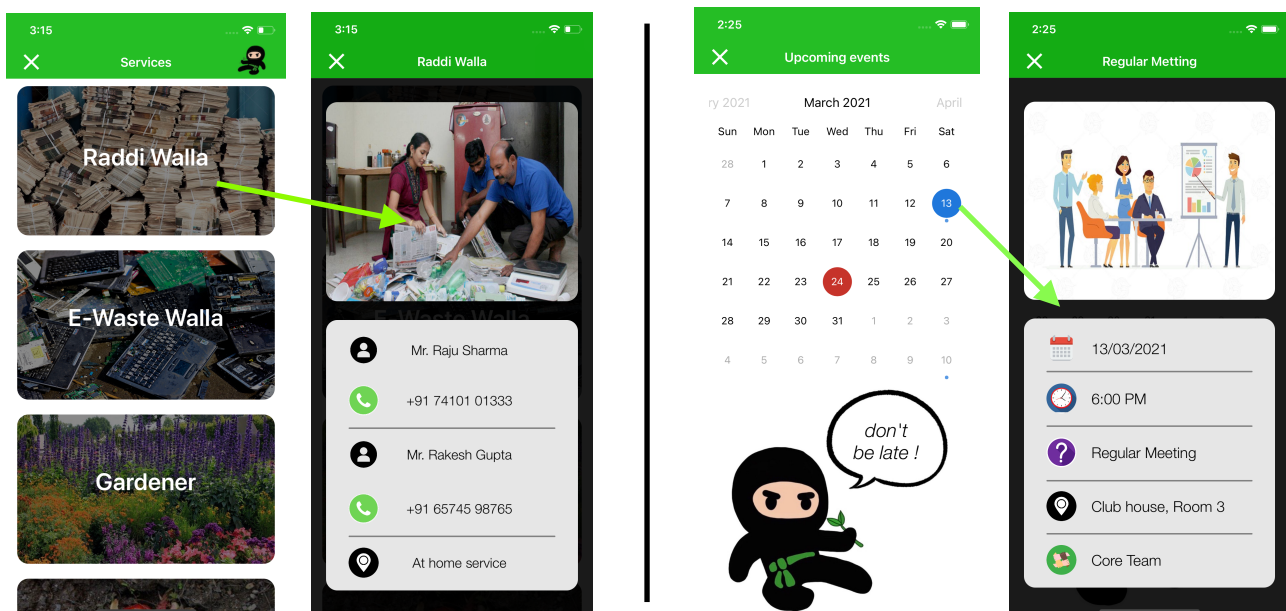 3:15
Services
Raddi Walla
E-Waste Walla
Gardener
3:15
Raddi Walla
E-Waste Walla
Mr. Raju Sharma
+91 74101 01333
Mr. Rakesh Gupta
+91 65745 98765
At home service
2:25
Upcoming events
ry 2021 March 2021 April
Sun Mon Tue Wed Thu Fri Sat
28 1 2 3 4 5 6
7 8 9 10 11 12 13
14 15 16 17 18 19 20
21 22 23 24 25 26 27
28 29 30 31 1 2 3
4 5 6 7 8 9 10
don't
be late !
2:25
Regular Metting
13/03/2021
6:00 PM
Regular Meeting
Club house, Room 3
Core Team